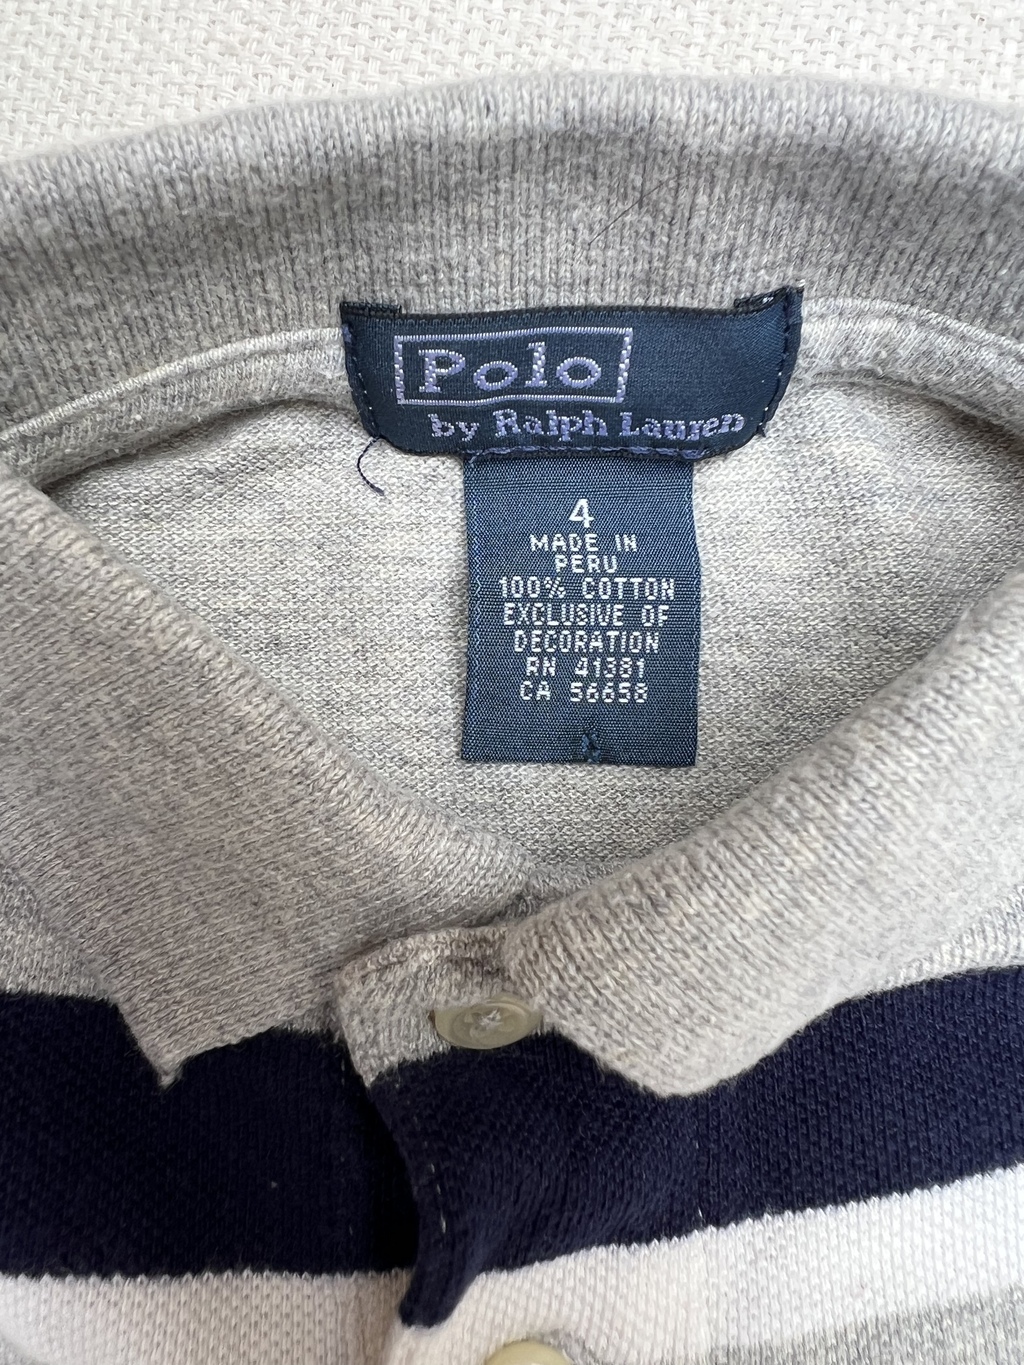 Polo
by Ralph Lauren
4
MADE IN
PERU
100% COTTON
EXCLUSIVE OF
DECORATION
RN 41381
CA 56658